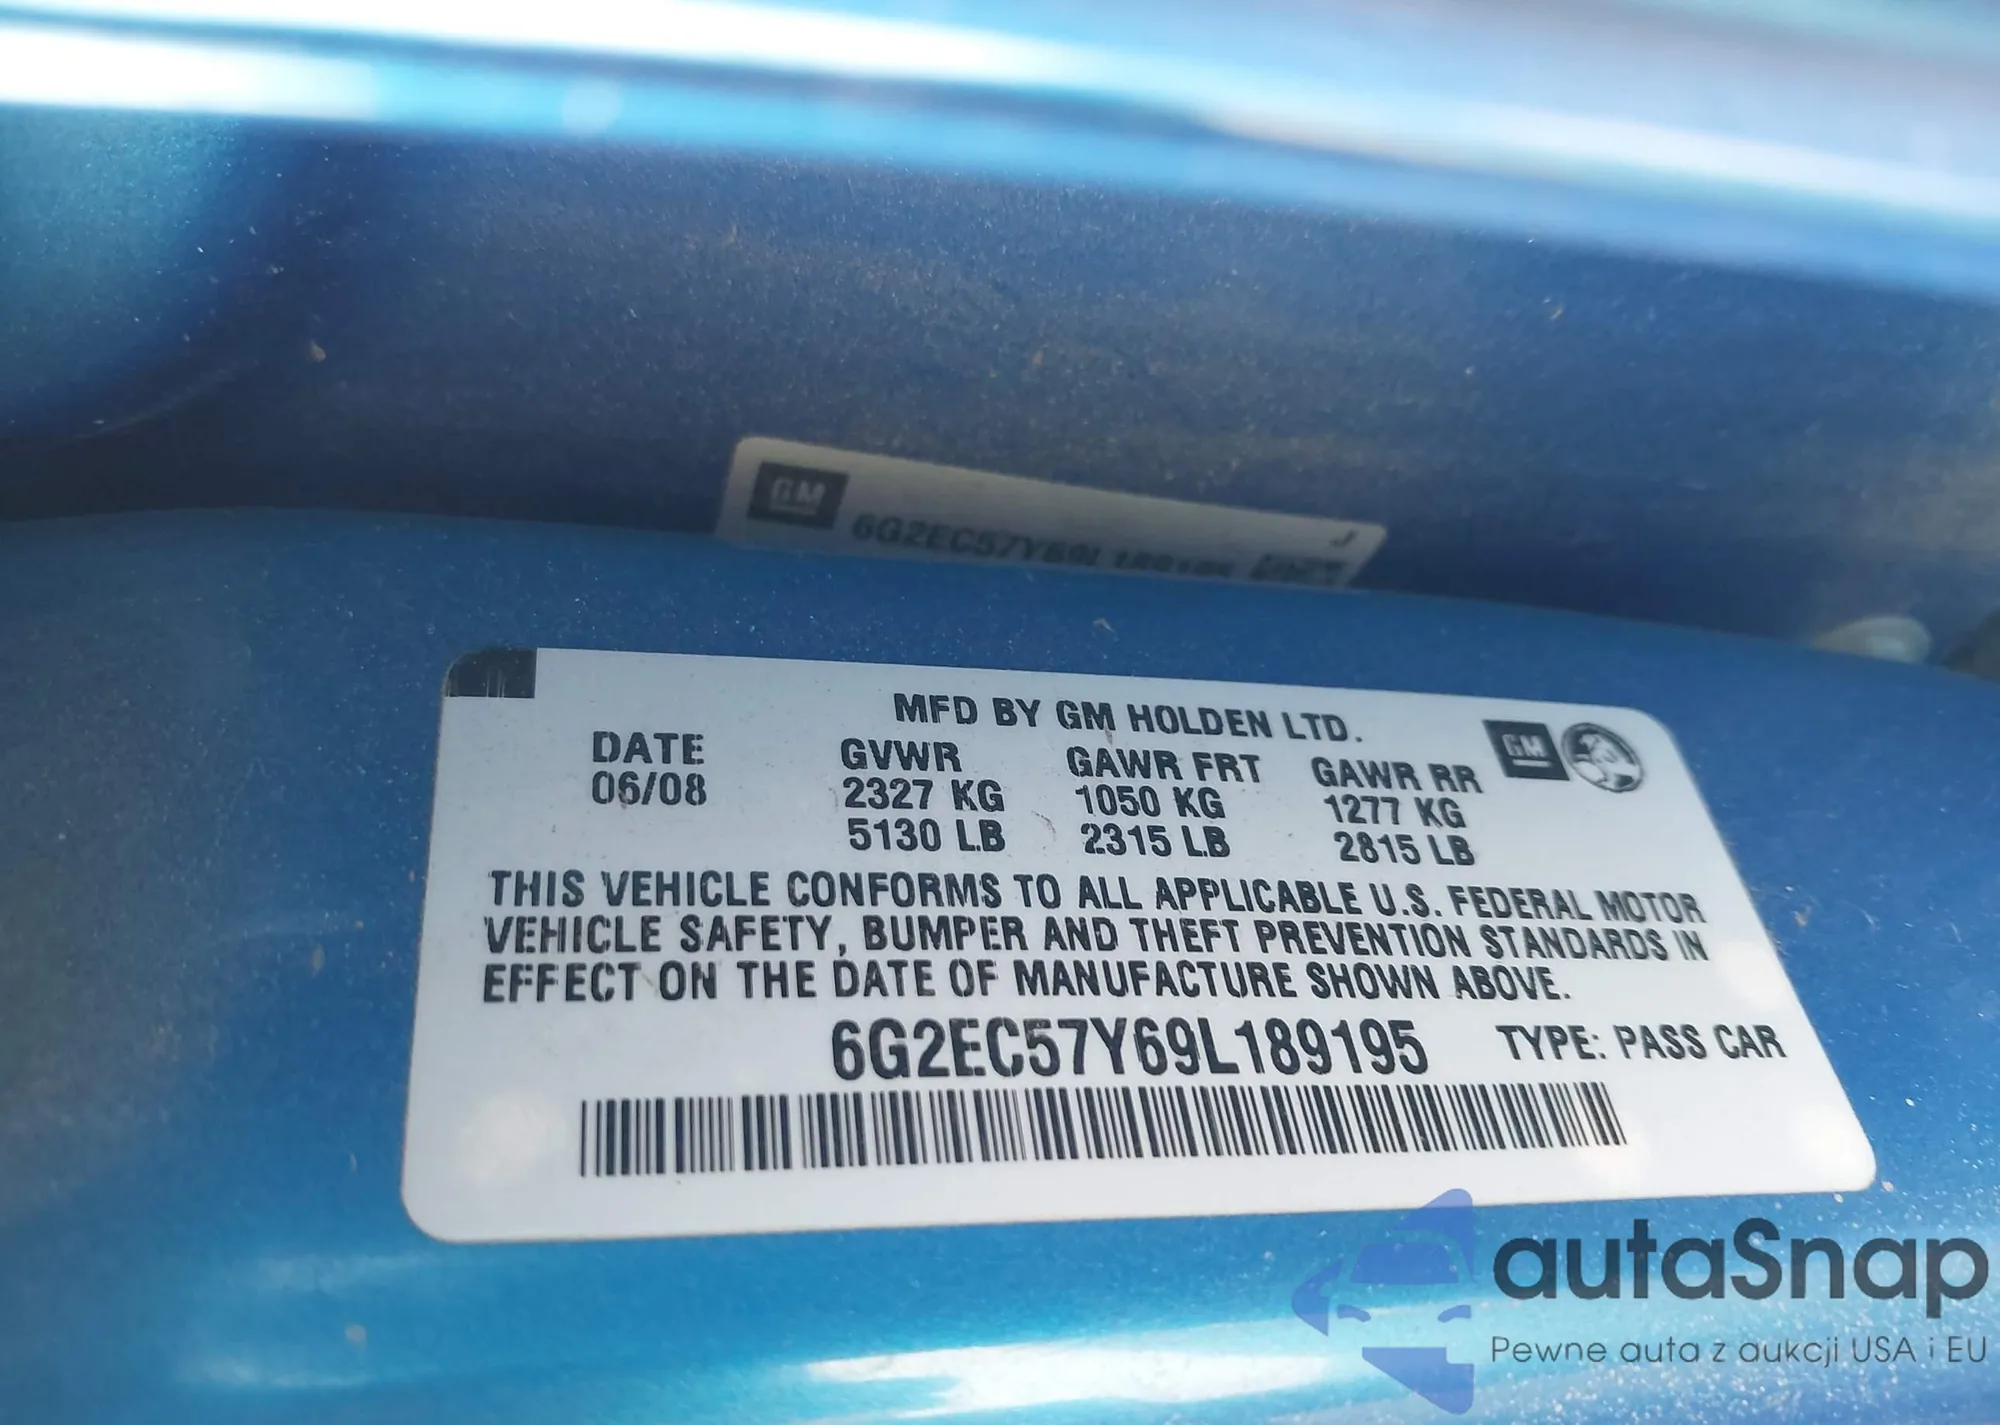 GM
J
6G2EC57Y69L
MFD BY GM HOLDEN LTD.
GM
DATE GVWR GAWR FRT GAWR RR
06/08 2327 KG 1050 KG 1277 KG
5130 LB 2315 LB 2815 LB
THIS VEHICLE CONFORMS TO ALL APPLICABLE U.S. FEDERAL MOTOR
VEHICLE SAFETY, BUMPER AND THEFT PREVENTION STANDARDS IN
EFFECT ON THE DATE OF MANUFACTURE SHOWN ABOVE.
6G2EC57Y69L189195 TYPE: PASS CAR
autaSnap
Pewne auta z aukcji USA i EU